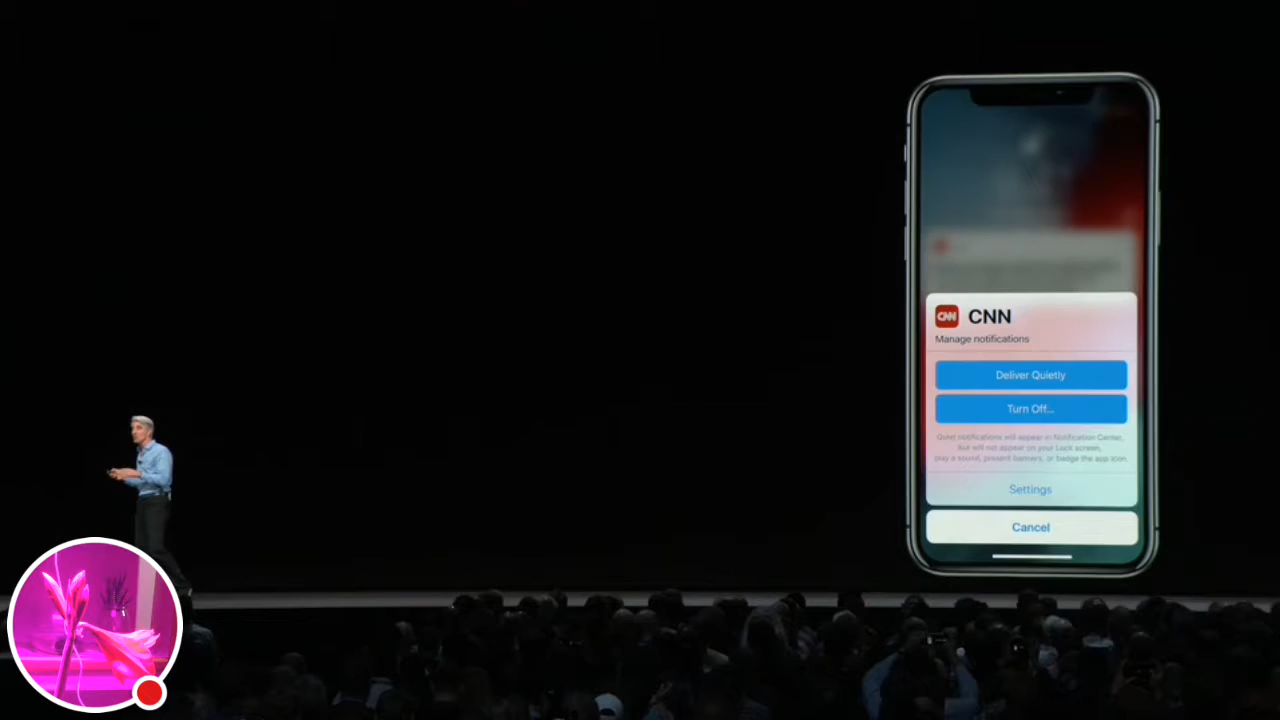 CNN CNN
Manage notifications
Deliver Quietly
Turn Off...
Quiet notifications will appear in Notification Center,
but will not appear on your Lock screen,
play a sound, present banners, or badge the app icon.
Settings
Cancel